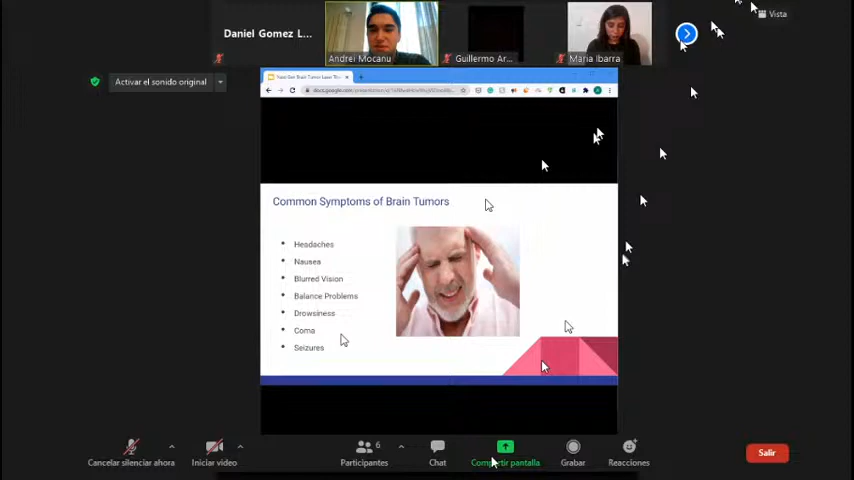 Daniel Gomez L...
Andrei Mocanu
Guillermo Ar...
Maria Ibarra
Vista
Activar el sonido original
Common Symptoms of Brain Tumors
Headaches
Nausea
Blurred Vision
Balance Problems
Drowsiness
Coma
Seizures
6
Cancelar silenciar ahora
Iniciar video
Participantes
Chat
Compartir pantalla
Grabar
Reacciones
Salir